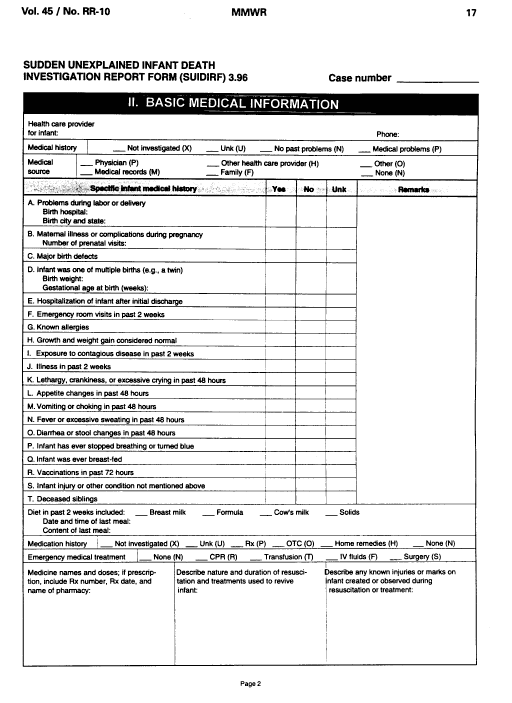 Vol. 45 / No. RR-10 MMWR 17
SUDDEN UNEXPLAINED INFANT DEATH
INVESTIGATION REPORT FORM (SUIDIRF) 3.96 Case number ___
II. BASIC MEDICAL INFORMATION
Health care provider
for infant: Phone:
Medical history ___ Not investigated (X) ___ Unk (U) ___ No past problems (N) ___ Medical problems (P)
Medical ___ Physician (P) ___ Other health care provider (H) ___ Other (O)
source ___ Medical records (M) ___ Family (F) ___ None (N)
Specific infant medical history Yes No Unk Remarks
A. Problems during labor or delivery
Birth hospital:
Birth city and state:
B. Maternal illness or complications during pregnancy
Number of prenatal visits:
C. Major birth defects
D. Infant was one of multiple births (e.g., a twin)
Birth weight:
Gestational age at birth (weeks):
E. Hospitalization of infant after initial discharge
F. Emergency room visits in past 2 weeks
G. Known allergies
H. Growth and weight gain considered normal
I. Exposure to contagious disease in past 2 weeks
J. Illness in past 2 weeks
K. Lethargy, crankiness, or excessive crying in past 48 hours
L. Appetite changes in past 48 hours
M. Vomiting or choking in past 48 hours
N. Fever or excessive sweating in past 48 hours
O. Diarrhea or stool changes in past 48 hours
P. Infant has ever stopped breathing or turned blue
Q. Infant was ever breast-fed
R. Vaccinations in past 72 hours
S. Infant injury or other condition not mentioned above
T. Deceased siblings
Diet in past 2 weeks included: ___ Breast milk ___ Formula ___ Cow's milk ___ Solids
Date and time of last meal:
Content of last meal:
Medication history ___ Not investigated (X) ___ Unk (U) ___ Rx (P) ___ OTC (O) ___ Home remedies (H) ___ None (N)
Emergency medical treatment ___ None (N) ___ CPR (R) ___ Transfusion (T) ___ IV fluids (F) ___ Surgery (S)
Medicine names and doses; if prescrip-
tion, include Rx number, Rx date, and
name of pharmacy:
Describe nature and duration of resusci-
tation and treatments used to revive
infant:
Describe any known injuries or marks on
infant created or observed during
resuscitation or treatment:
Page 2